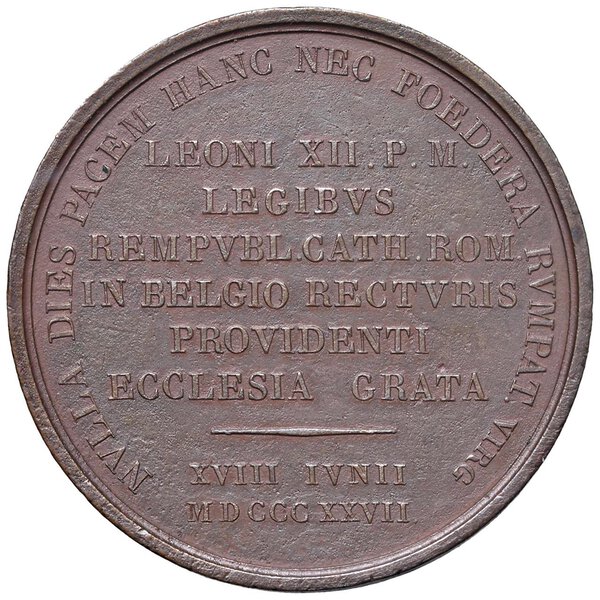 NVLLA DIES PACEM HANC NEC FOEDERA RVMPAT. VIRG
LEONI XII. P. M.
LEGIBVS
REMPVBL. CATH. ROM.
IN BELGIO RECTVRIS
PROVIDENTI
ECCLESIA GRATA
XVIII IVNII
MDCCCXXVII